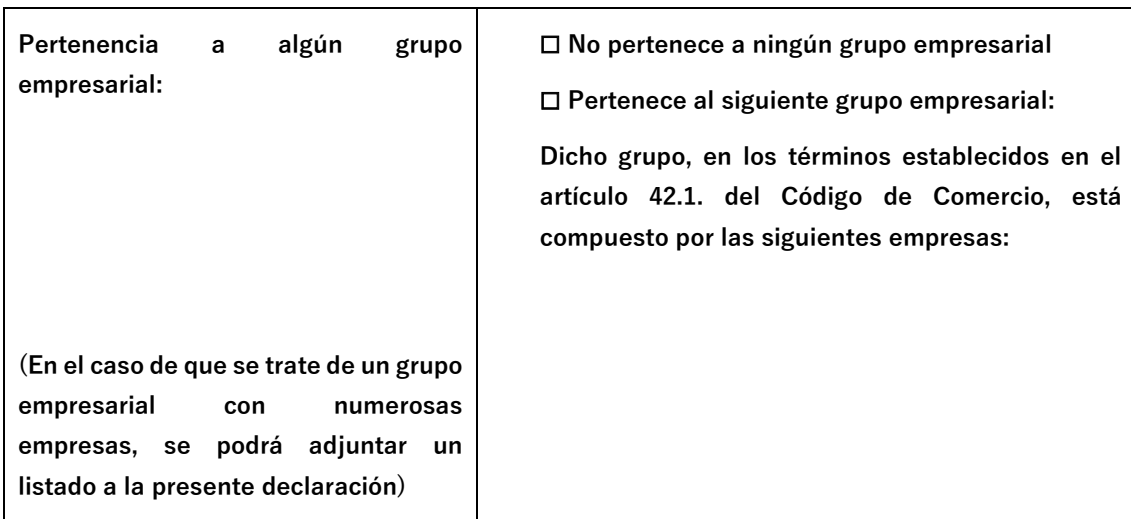 Pertenencia a algún grupo
empresarial:
(En el caso de que se trate de un grupo
empresarial con numerosas
empresas, se podrá adjuntar un
listado a la presente declaración)
☐ No pertenece a ningún grupo empresarial
☐ Pertenece al siguiente grupo empresarial:
Dicho grupo, en los términos establecidos en el
artículo 42.1. del Código de Comercio, está
compuesto por las siguientes empresas: